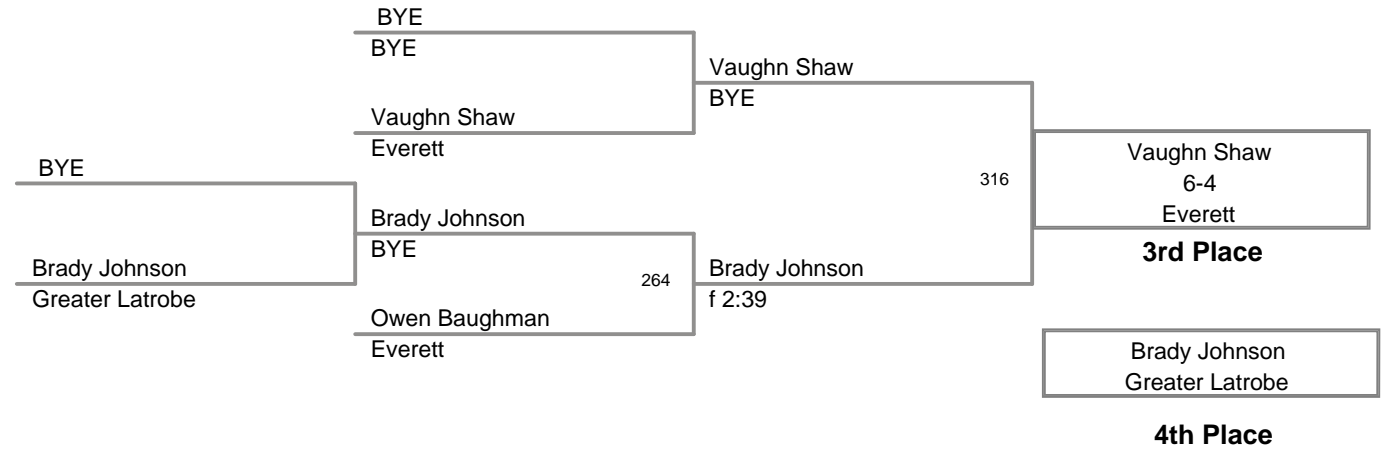 BYE
BYE
Vaughn Shaw
Everett
Vaughn Shaw
BYE
BYE
Brady Johnson
Greater Latrobe
Brady Johnson
BYE
264
Owen Baughman
Everett
Brady Johnson
f 2:39
316
Vaughn Shaw
6-4
Everett
3rd Place
Brady Johnson
Greater Latrobe
4th Place